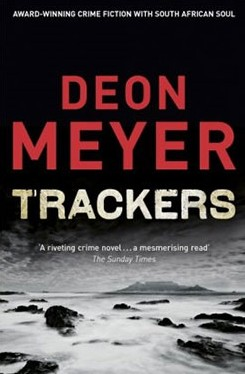 AWARD-WINNING CRIME FICTION WITH SOUTH AFRICAN SOUL
DEON
MEYER
TRACKERS
'A riveting crime novel...a mesmerising read'
The Sunday Times